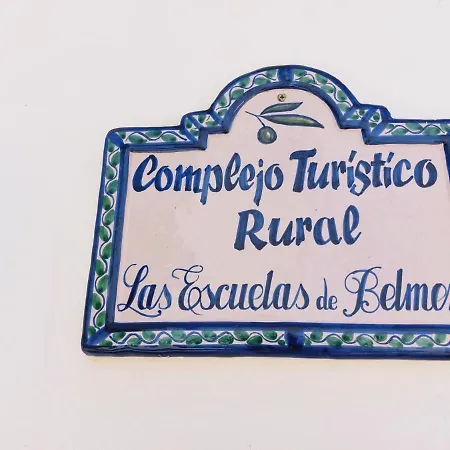 Complejo Turístico
Rural
Las Escuelas de